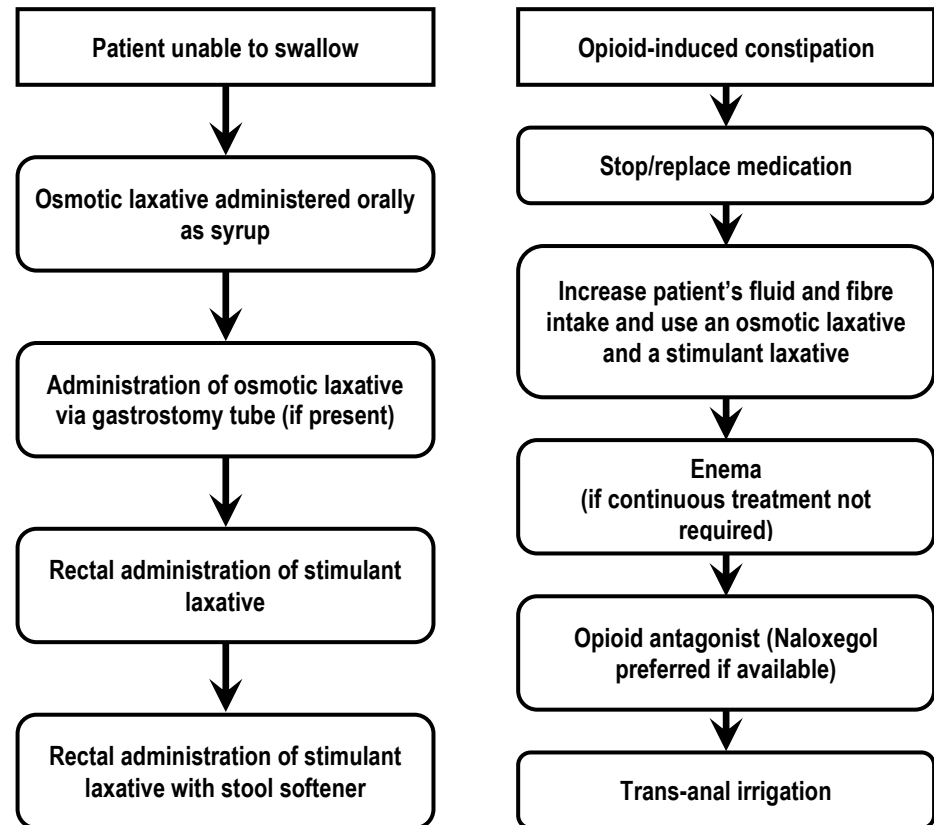 Patient unable to swallow
Osmotic laxative administered orally
as syrup
Administration of osmotic laxative
via gastrostomy tube (if present)
Rectal administration of stimulant
laxative
Rectal administration of stimulant
laxative with stool softener
Opioid-induced constipation
Stop/replace medication
Increase patient’s fluid and fibre
intake and use an osmotic laxative
and a stimulant laxative
Enema
(if continuous treatment not
required)
Opioid antagonist (Naloxegol
preferred if available)
Trans-anal irrigation